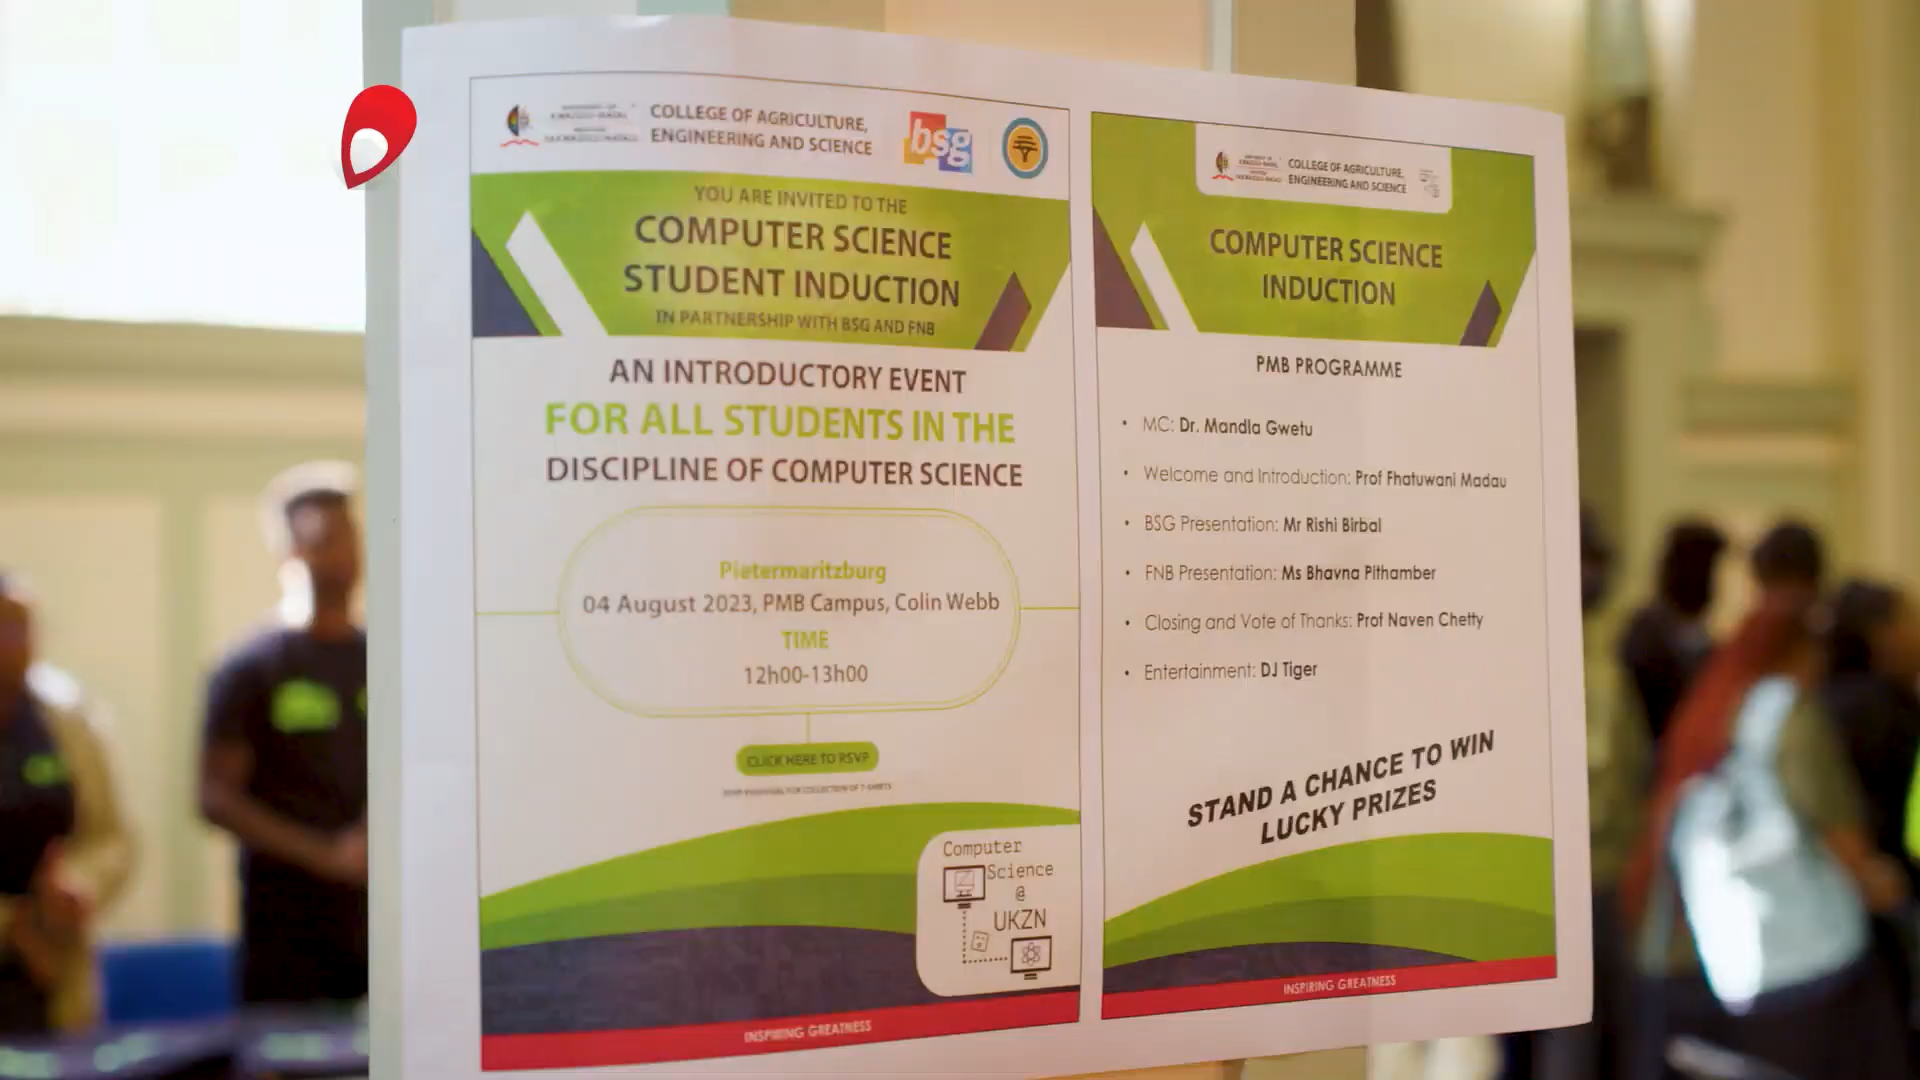 COLLEGE OF AGRICULTURE,
ENGINEERING AND SCIENCE
bsg
YOU ARE INVITED TO THE
COMPUTER SCIENCE
STUDENT INDUCTION
IN PARTNERSHIP WITH BSG AND FNB
AN INTRODUCTORY EVENT
FOR ALL STUDENTS IN THE
DISCIPLINE OF COMPUTER SCIENCE
Pietermaritzburg
04 August 2023, PMB Campus, Colin Webb
TIME
12h00-13h00
CLICK HERE TO RSVP
Computer
Science
@
UKZN
INSPIRING GREATNESS
COLLEGE OF AGRICULTURE,
ENGINEERING AND SCIENCE
COMPUTER SCIENCE
INDUCTION
PMB PROGRAMME
• MC: Dr. Mandla Gwetu
• Welcome and Introduction: Prof Fhatuwani Madau
• BSG Presentation: Mr Rishi Birbal
• FNB Presentation: Ms Bhavna Pithamber
• Closing and Vote of Thanks: Prof Naven Chetty
• Entertainment: DJ Tiger
STAND A CHANCE TO WIN
LUCKY PRIZES
INSPIRING GREATNESS